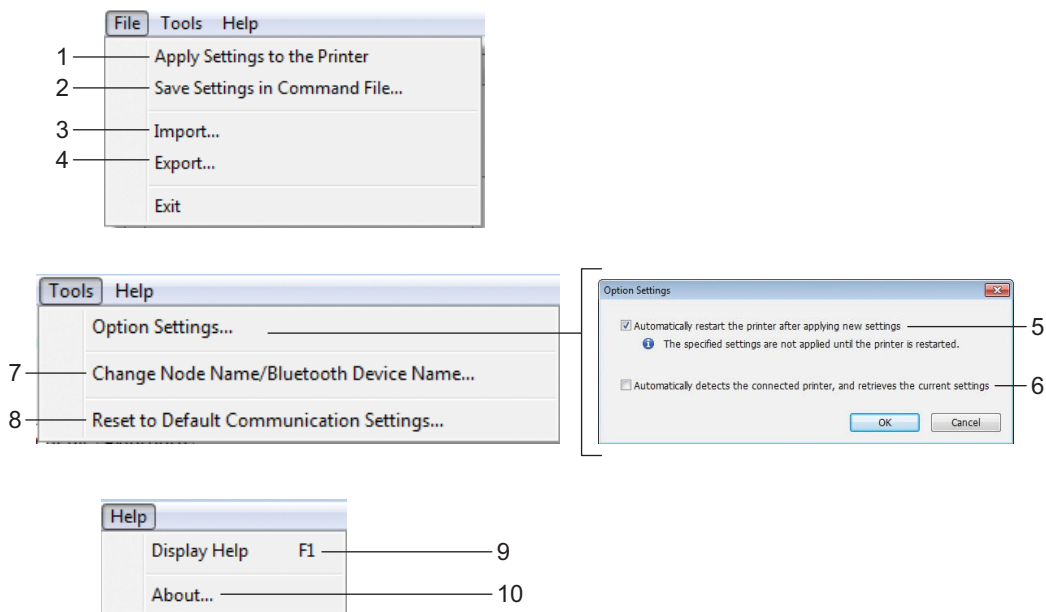 File Tools Help
1 Apply Settings to the Printer
2 Save Settings in Command File...
3 Import...
4 Export...
Exit
Tools Help
Option Settings...
7 Change Node Name/Bluetooth Device Name...
8 Reset to Default Communication Settings...
Option Settings
Automatically restart the printer after applying new settings 5
The specified settings are not applied until the printer is restarted.
Automatically detects the connected printer, and retrieves the current settings 6
OK Cancel
Help
Display Help F1 9
About... 10